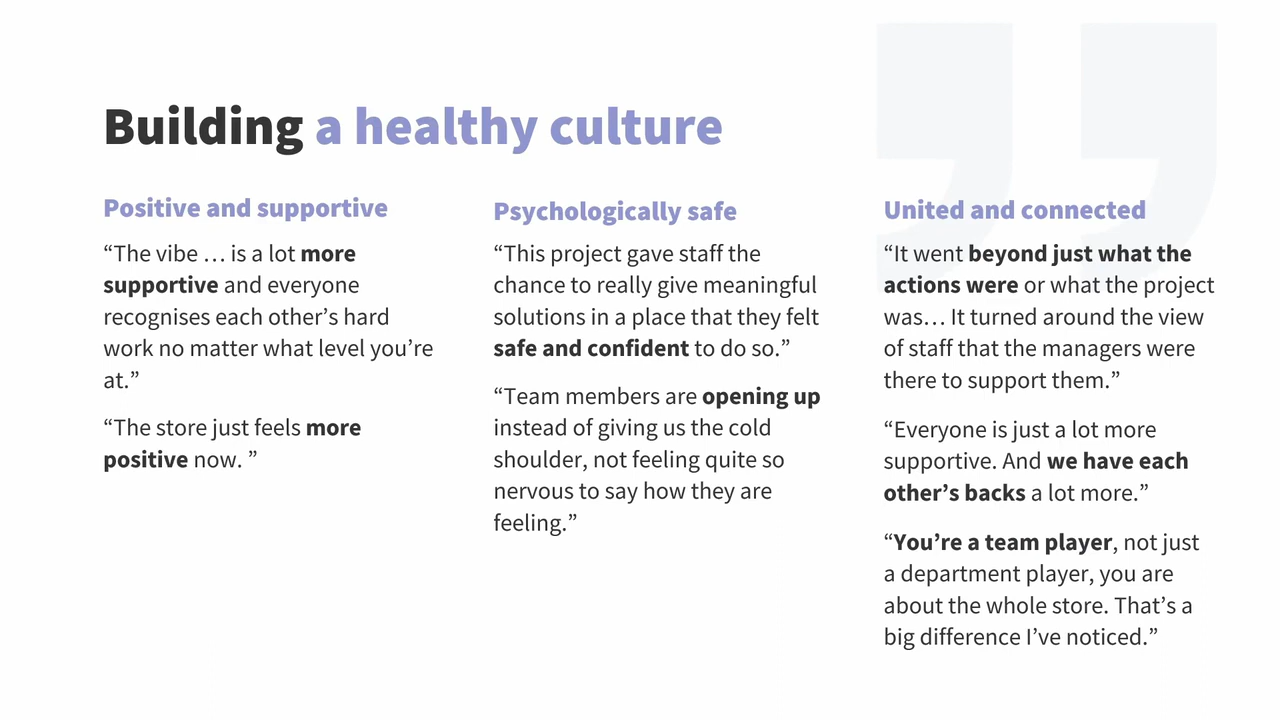 Building a healthy culture
Positive and supportive
“The vibe … is a lot more
supportive and everyone
recognises each other’s hard
work no matter what level you’re
at.”
“The store just feels more
positive now. ”
Psychologically safe
“This project gave staff the
chance to really give meaningful
solutions in a place that they felt
safe and confident to do so.”
“Team members are opening up
instead of giving us the cold
shoulder, not feeling quite so
nervous to say how they are
feeling.”
United and connected
“It went beyond just what the
actions were or what the project
was… It turned around the view
of staff that the managers were
there to support them.”
“Everyone is just a lot more
supportive. And we have each
other’s backs a lot more.”
“You’re a team player, not just
a department player, you are
about the whole store. That’s a
big difference I’ve noticed.”